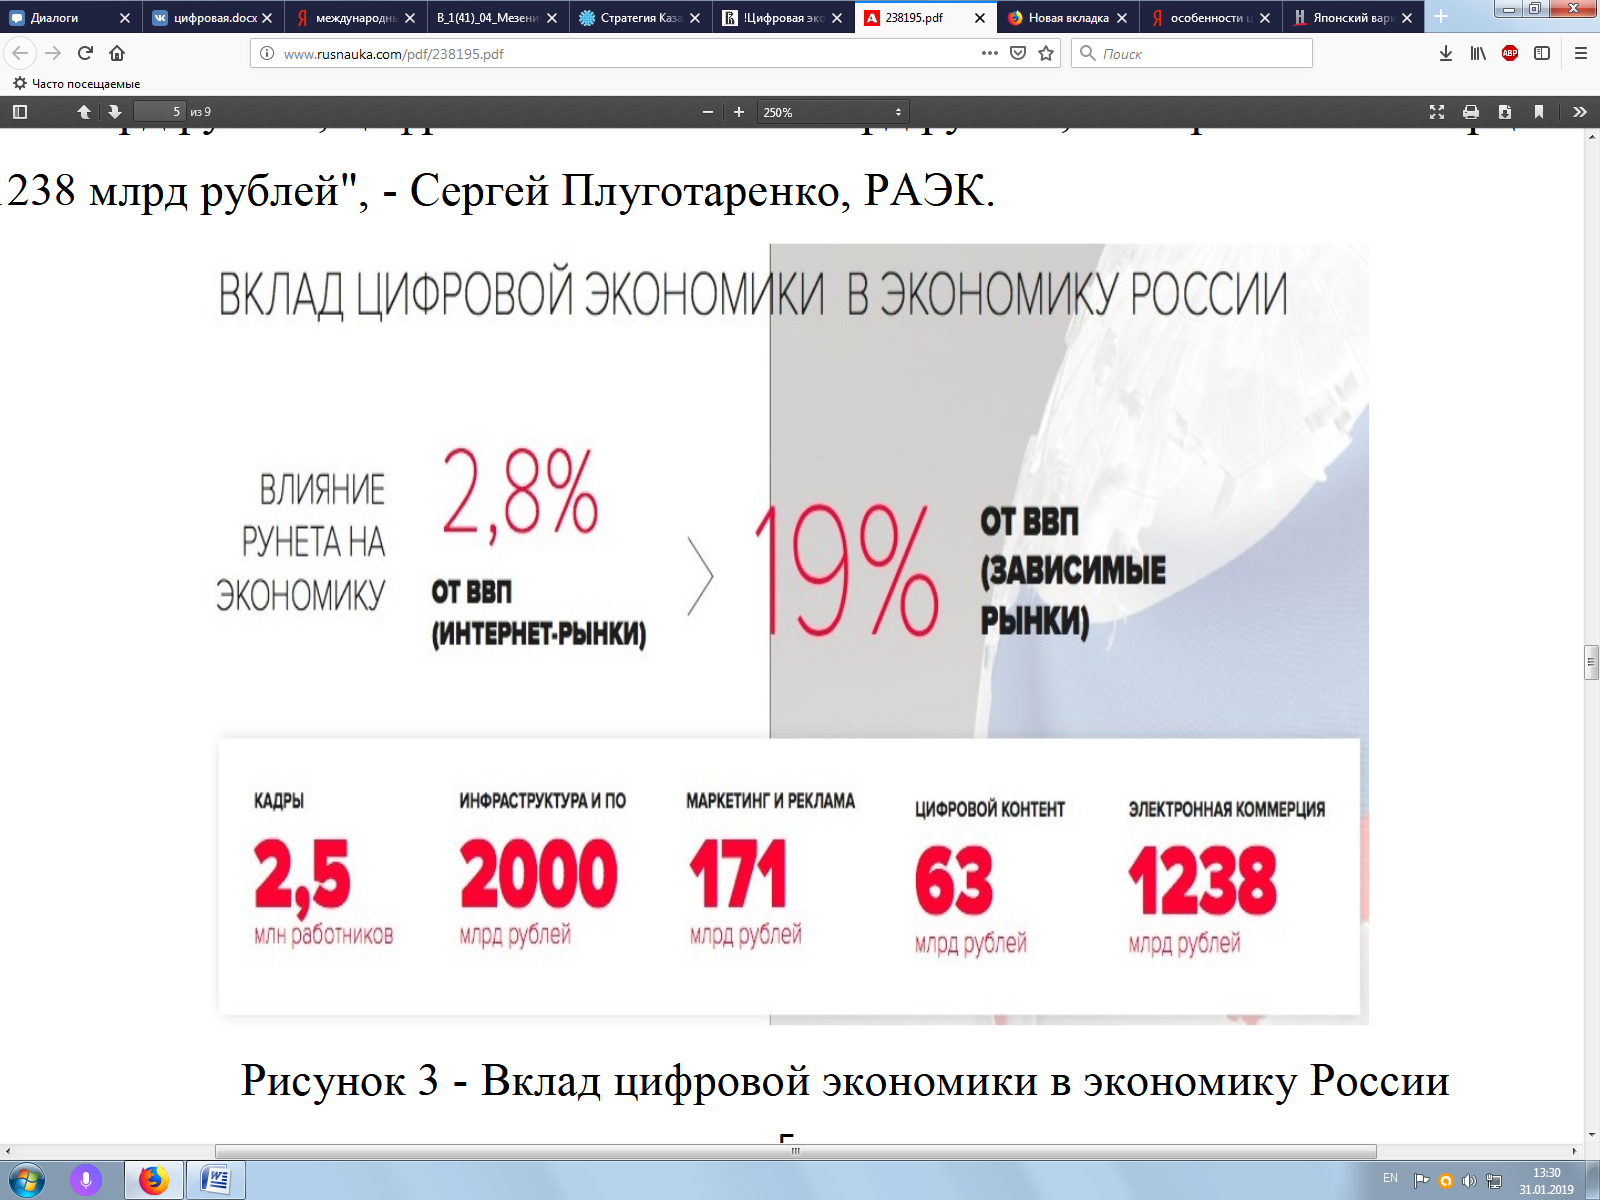 Диалоги
цифровая.docx
международн
В_1(41)_04_Мезени
Стратегия Каза
!Цифровая эко
238195.pdf
Новая вкладка
особенности ц
Японский вари
www.rusnauka.com/pdf/238195.pdf
Поиск
Часто посещаемые
5 из 9
250%
1238 млрд рублей", - Сергей Плуготаренко, РАЭК.
ВКЛАД ЦИФРОВОЙ ЭКОНОМИКИ В ЭКОНОМИКУ РОССИИ
ВЛИЯНИЕ
РУНЕТА НА
ЭКОНОМИКУ
2,8%
ОТ ВВП
(ИНТЕРНЕТ-РЫНКИ)
19%
ОТ ВВП
(ЗАВИСИМЫЕ
РЫНКИ)
КАДРЫ
2,5
млн работников
ИНФРАСТРУКТУРА И ПО
2000
млрд рублей
МАРКЕТИНГ И РЕКЛАМА
171
млрд рублей
ЦИФРОВОЙ КОНТЕНТ
63
млрд рублей
ЭЛЕКТРОННАЯ КОММЕРЦИЯ
1238
млрд рублей
Рисунок 3 - Вклад цифровой экономики в экономику России
EN
13:30
31.01.2019